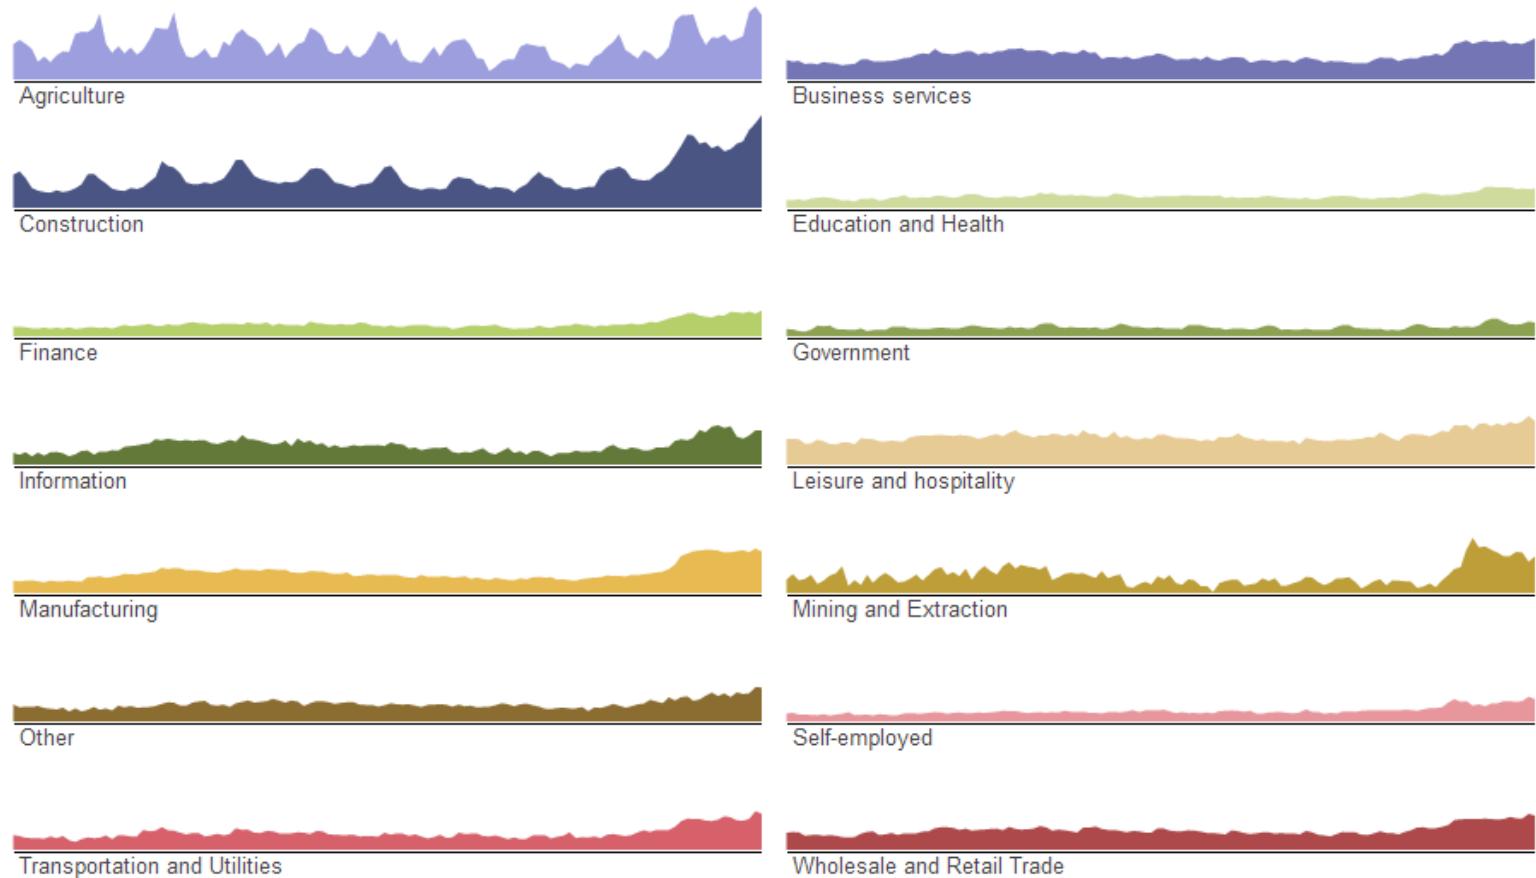 Agriculture
Business services
Construction
Education and Health
Finance
Government
Information
Leisure and hospitality
Manufacturing
Mining and Extraction
Other
Self-employed
Transportation and Utilities
Wholesale and Retail Trade